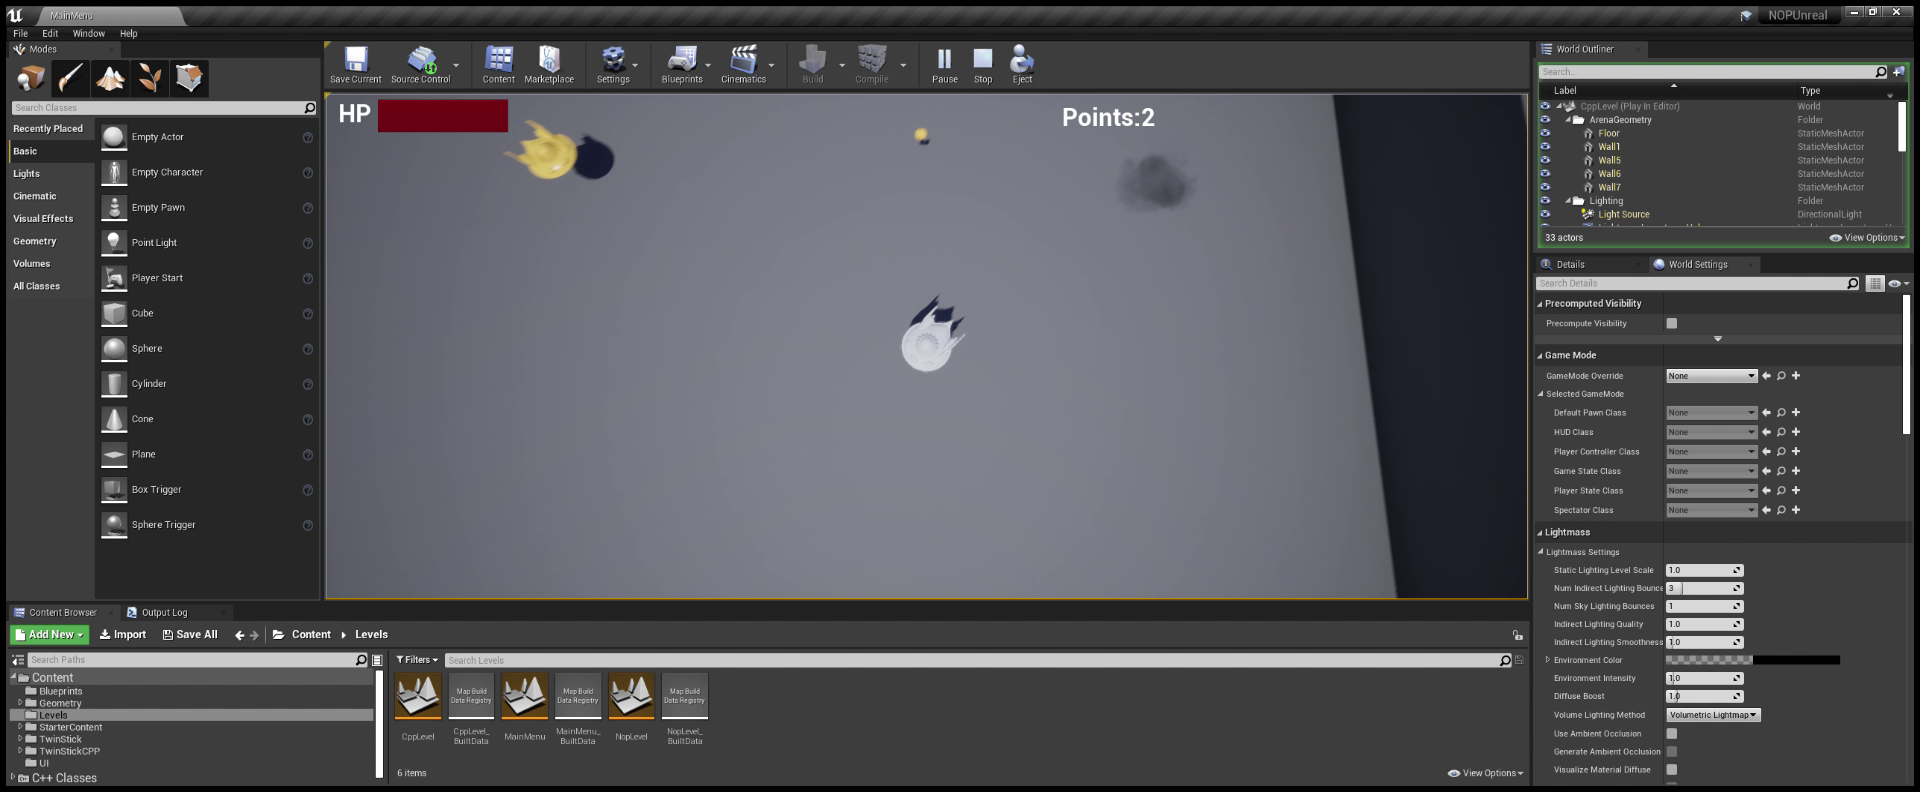 MainMenu
NOPUnreal
File Edit Window Help
Modes
Search Classes
Recently Placed
Basic
Lights
Cinematic
Visual Effects
Geometry
Volumes
All Classes
Empty Actor
Empty Character
Empty Pawn
Point Light
Player Start
Cube
Sphere
Cylinder
Cone
Plane
Box Trigger
Sphere Trigger
Save Current Source Control Content Marketplace Settings Blueprints Cinematics Build Compile Pause Stop Eject
HP
Points:2
World Outliner
Search...
Label Type
CppLevel (Play In Editor) World
ArenaGeometry Folder
Floor StaticMeshActor
Wall1 StaticMeshActor
Wall5 StaticMeshActor
Wall6 StaticMeshActor
Wall7 StaticMeshActor
Lighting Folder
Light Source DirectionalLight
33 actors View Options
Details World Settings
Search Details
Precomputed Visibility
Precompute Visibility
Game Mode
GameMode Override None
Selected GameMode
Default Pawn Class None
HUD Class None
Player Controller Class None
Game State Class None
Player State Class None
Spectator Class None
Lightmass
Lightmass Settings
Static Lighting Level Scale 1.0
Num Indirect Lighting Bounce 3
Num Sky Lighting Bounces 1
Indirect Lighting Quality 1.0
Indirect Lighting Smoothness 1.0
Environment Color
Environment Intensity 1.0
Diffuse Boost 1.0
Volume Lighting Method Volumetric Lightmap
Use Ambient Occlusion
Generate Ambient Occlusion
Visualize Material Diffuse
Content Browser Output Log
Add New Import Save All Content Levels
Search Paths
Content
Blueprints
Geometry
Levels
StarterContent
TwinStick
TwinStickCPP
UI
C++ Classes
Filters Search Levels
Map Build
Data Registry
Map Build
Data Registry
Map Build
Data Registry
CppLevel
CppLevel_
BuiltData
MainMenu
MainMenu_
BuiltData
NopLevel
NopLevel_
BuiltData
6 items View Options